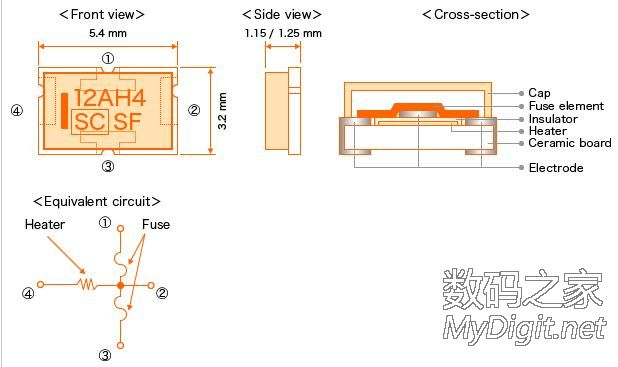 <Front view>
<Side view>
<Cross-section>
5.4 mm
1.15 / 1.25 mm
①
④
12AH4
SC SF
②
3.2 mm
③
Cap
Fuse element
Insulator
Heater
Ceramic board
Electrode
<Equivalent circuit>
Heater
①
Fuse
④
②
③
数码之家
MyDigit.net